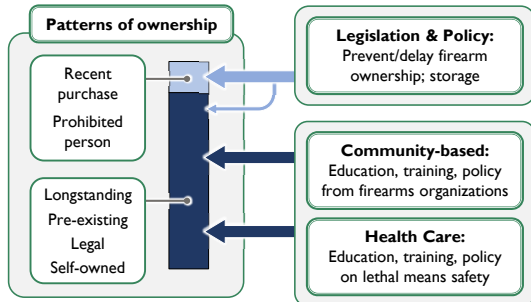 Patterns of ownership
Recent
purchase
Prohibited
person
Longstanding
Pre-existing
Legal
Self-owned
Legislation & Policy:
Prevent/delay firearm
ownership; storage
Community-based:
Education, training, policy
from firearms organizations
Health Care:
Education, training, policy
on lethal means safety